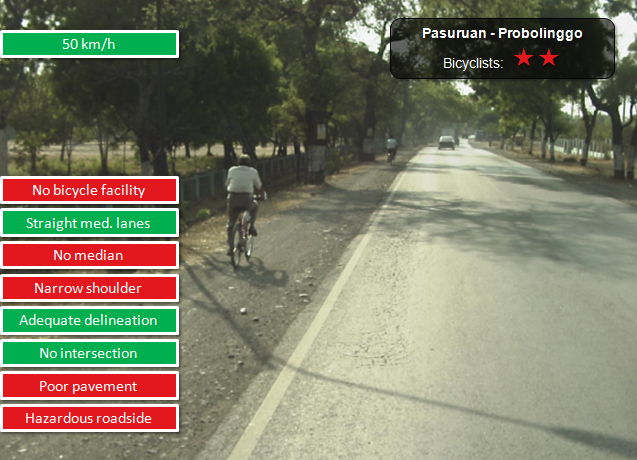 Pasuruan - Probolinggo
Bicyclists:
50 km/h
No bicycle facility
Straight med. lanes
No median
Narrow shoulder
Adequate delineation
No intersection
Poor pavement
Hazardous roadside